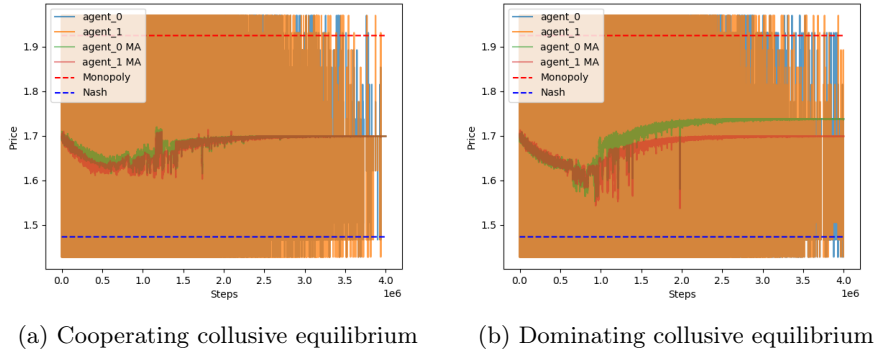 agent_0
agent_1
agent_0 MA
agent_1 MA
Monopoly
Nash
Price
1.9
1.8
1.7
1.6
1.5
0.0 0.5 1.0 1.5 2.0 2.5 3.0 3.5 4.0
Steps
1e6
(a) Cooperating collusive equilibrium
agent_0
agent_1
agent_0 MA
agent_1 MA
Monopoly
Nash
Price
1.9
1.8
1.7
1.6
1.5
0.0 0.5 1.0 1.5 2.0 2.5 3.0 3.5 4.0
Steps
1e6
(b) Dominating collusive equilibrium